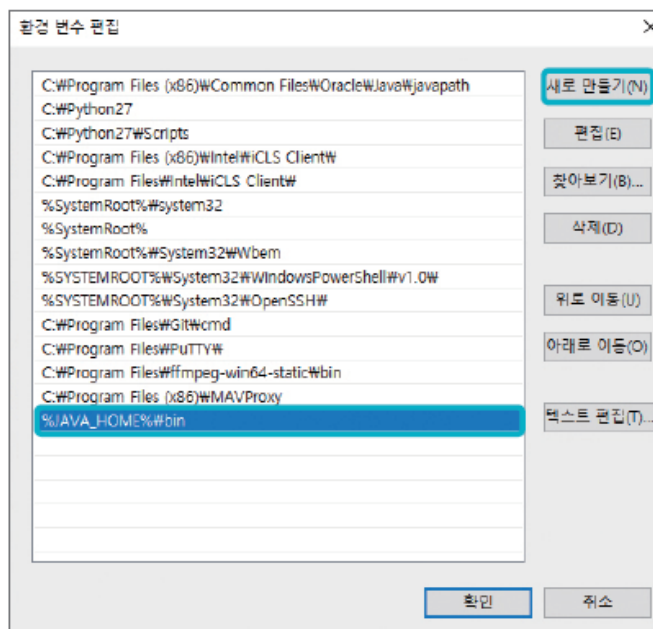 환경 변수 편집
C:₩Program Files (x86)₩Common Files₩Oracle₩Java₩javapath
C:₩Python27
C:₩Python27₩Scripts
C:₩Program Files (x86)₩Intel₩iCLS Client₩
C:₩Program Files₩Intel₩iCLS Client₩
%SystemRoot%₩system32
%SystemRoot%
%SystemRoot%₩System32₩Wbem
%SYSTEMROOT%₩System32₩WindowsPowerShell₩v1.0₩
%SYSTEMROOT%₩System32₩OpenSSH₩
C:₩Program Files₩Git₩cmd
C:₩Program Files₩PuTTY₩
C:₩Program Files₩ffmpeg-win64-static₩bin
C:₩Program Files (x86)₩MAVProxy
%JAVA_HOME%₩bin
새로 만들기(N)
편집(E)
찾아보기(B)...
삭제(D)
위로 이동(U)
아래로 이동(O)
텍스트 편집(T)...
확인
취소